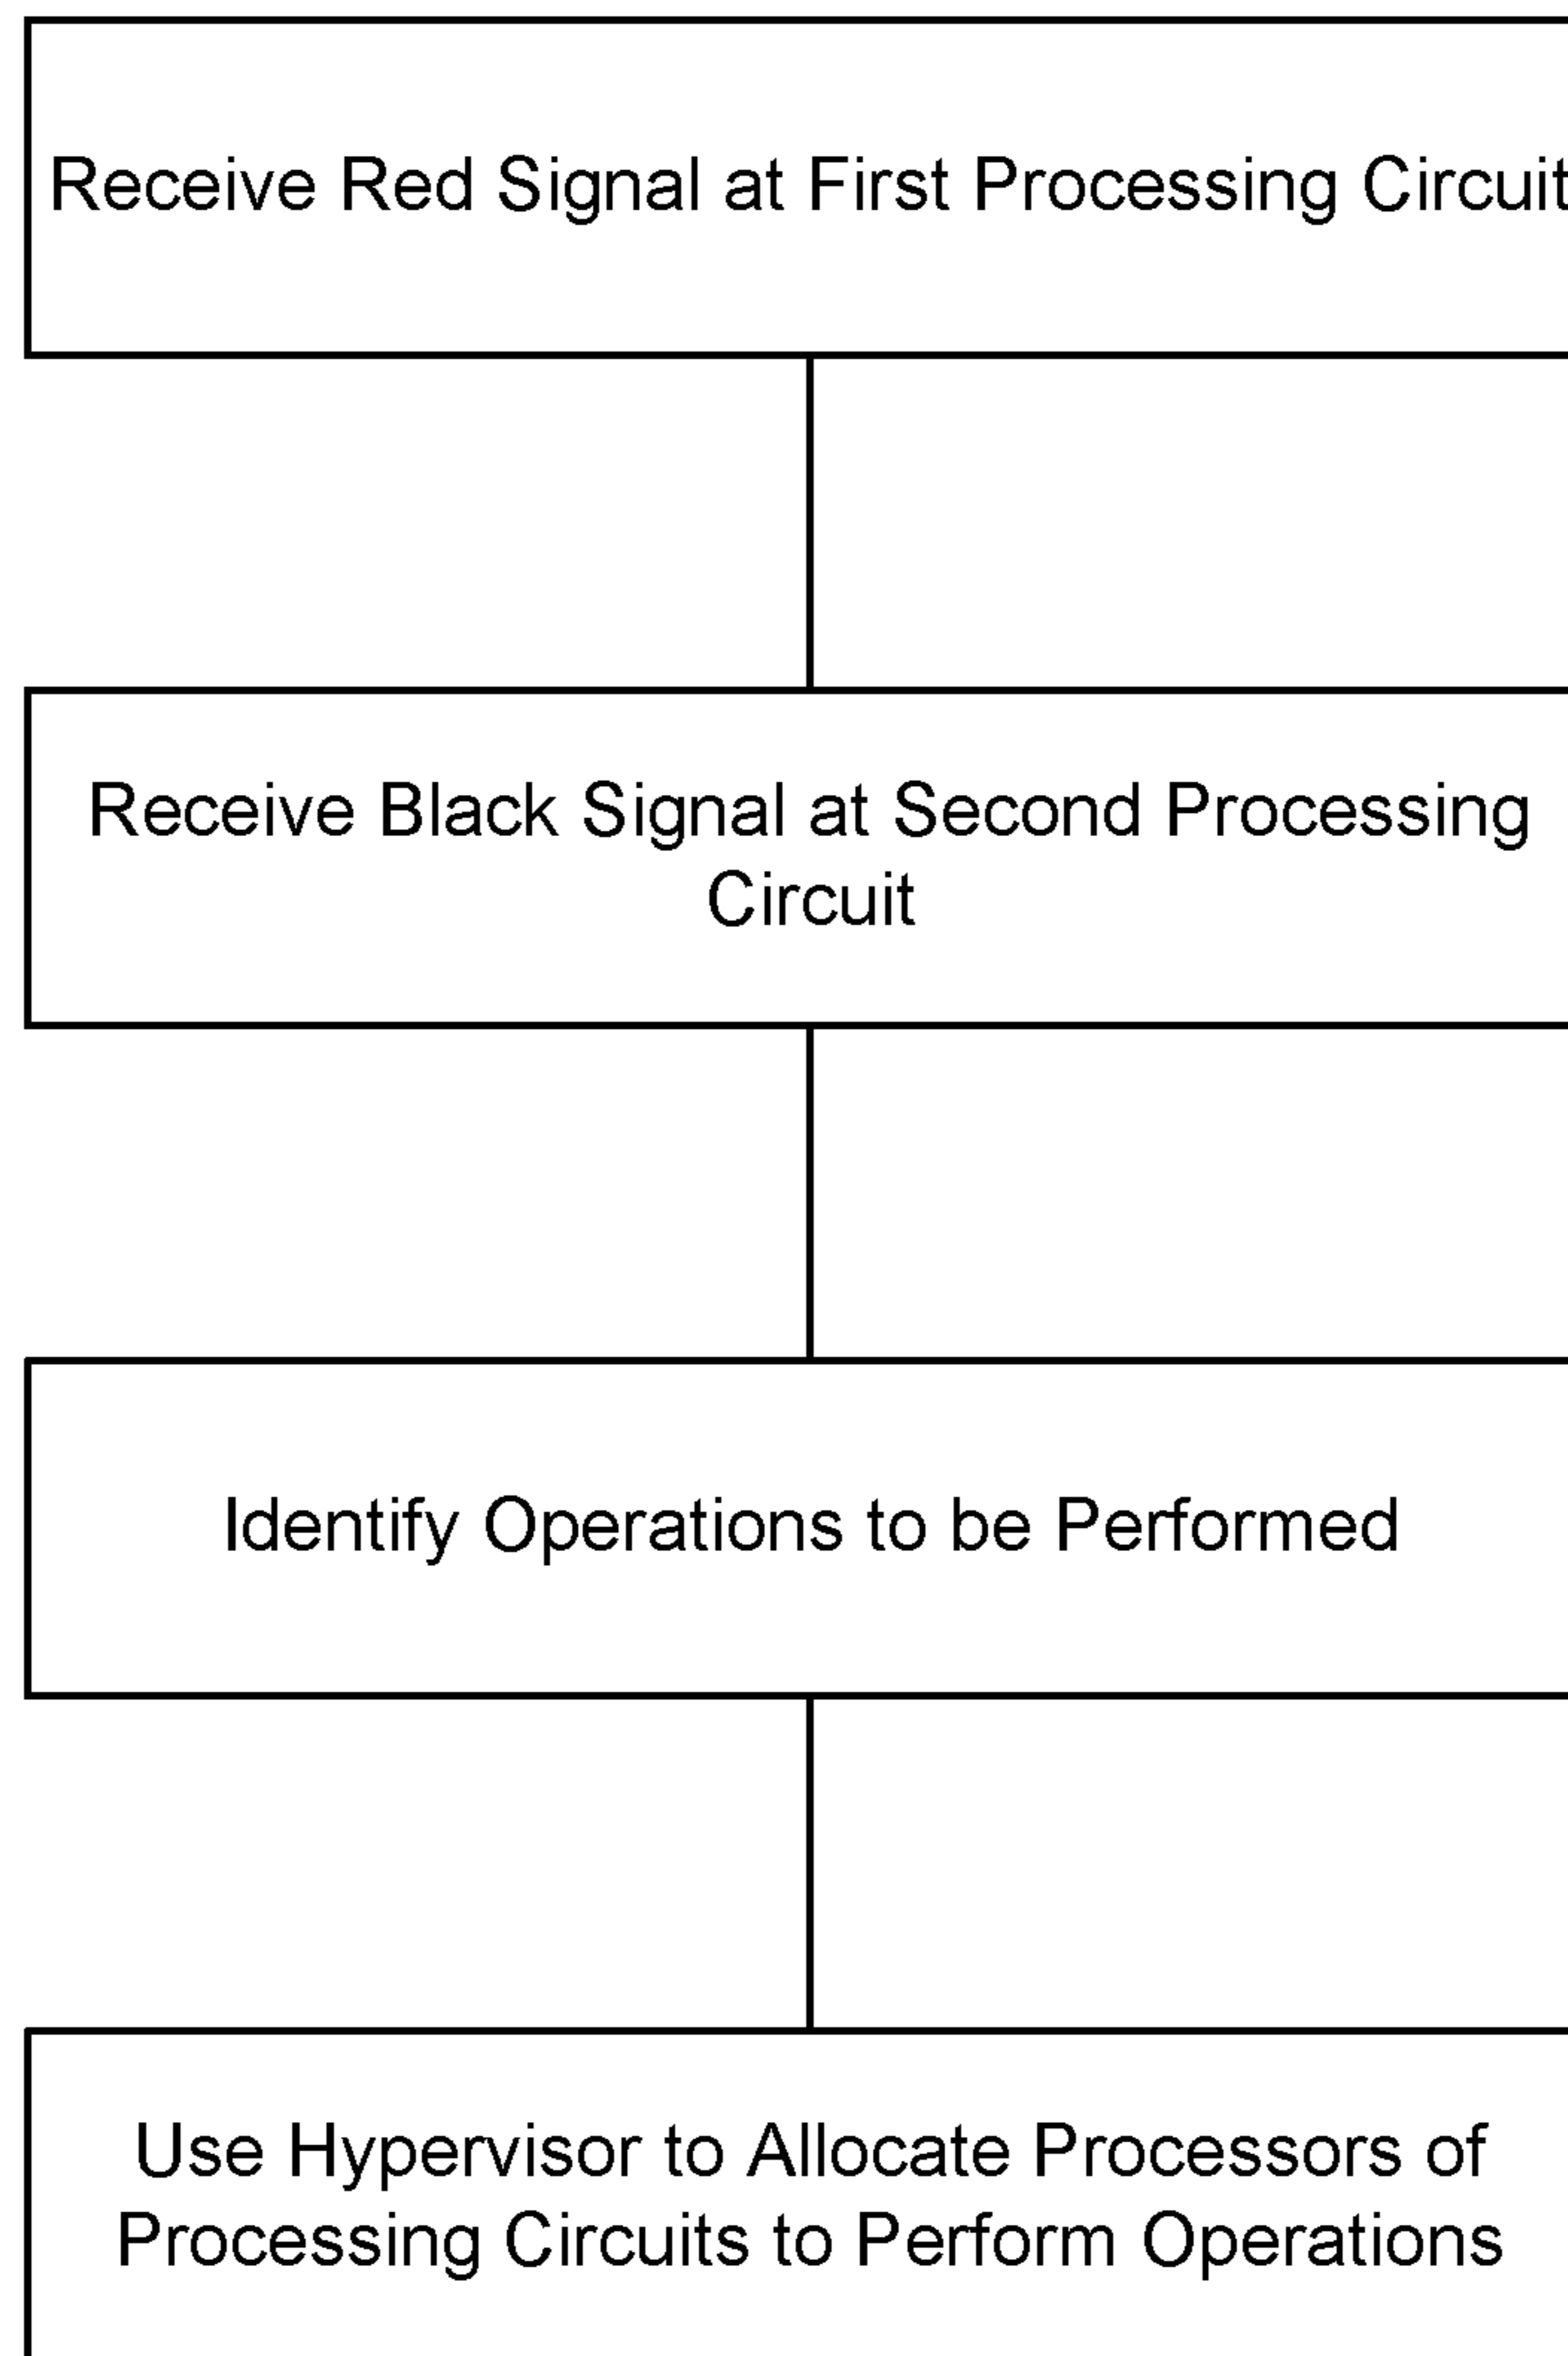 Receive Red Signal at First Processing Circuit
Receive Black Signal at Second Processing
Circuit
Identify Operations to be Performed
Use Hypervisor to Allocate Processors of
Processing Circuits to Perform Operations